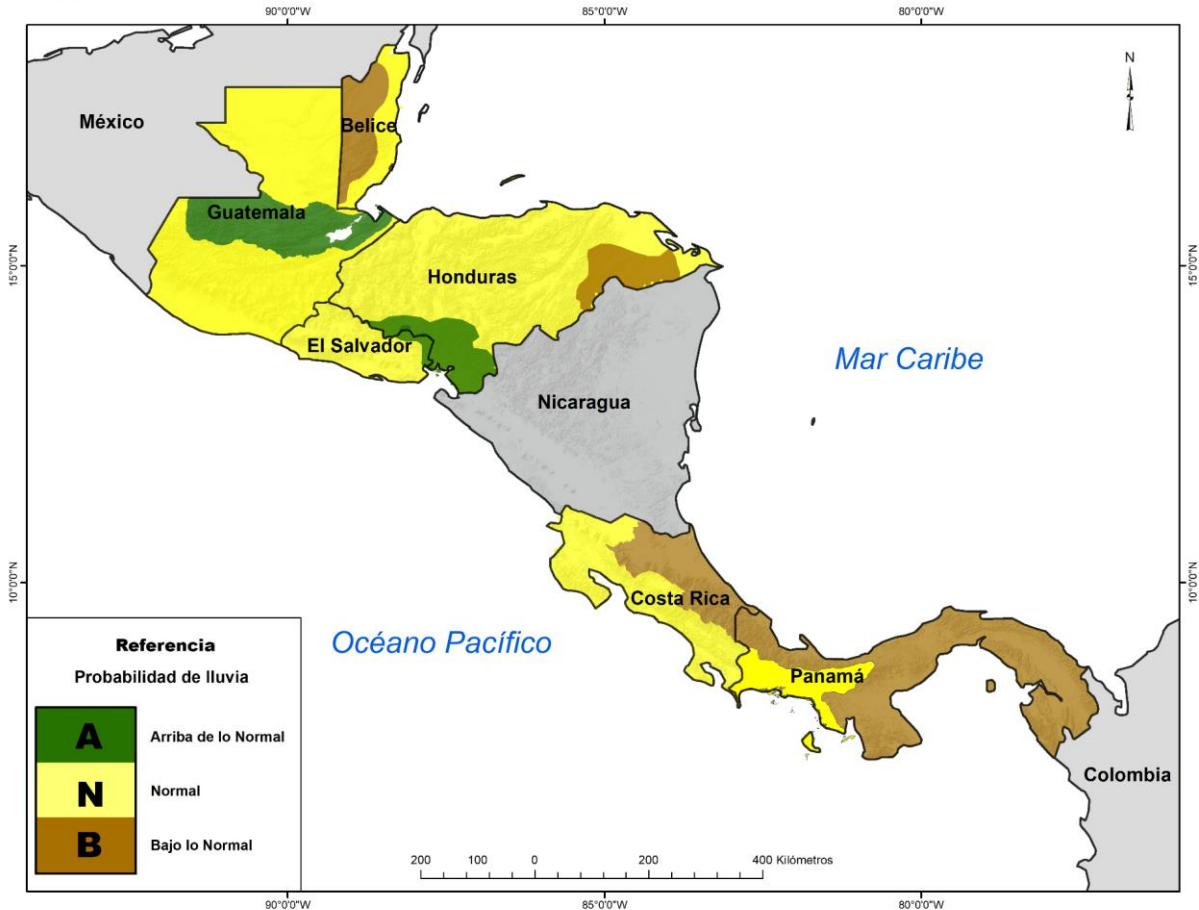 90°0'0"W
85°0'0"W
80°0'0"W
N
México
Belice
Guatemala
15°0'0"N
15°0'0"N
Honduras
El Salvador
Mar Caribe
Nicaragua
10°0'0"N
10°0'0"N
Costa Rica
Océano Pacífico
Panamá
Colombia
Referencia
Probabilidad de lluvia
A Arriba de lo Normal
N Normal
B Bajo lo Normal
200 100 0 200 400 Kilómetros
90°0'0"W
85°0'0"W
80°0'0"W